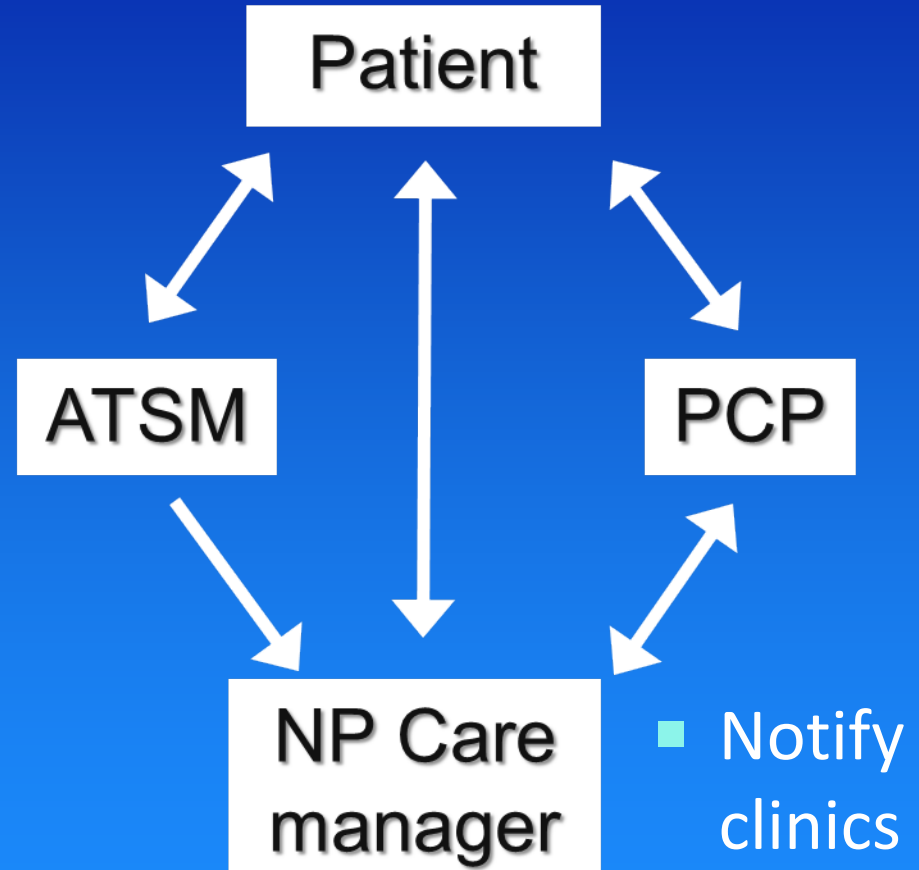 Patient
ATSM
PCP
NP Care
manager
Notify
clinics